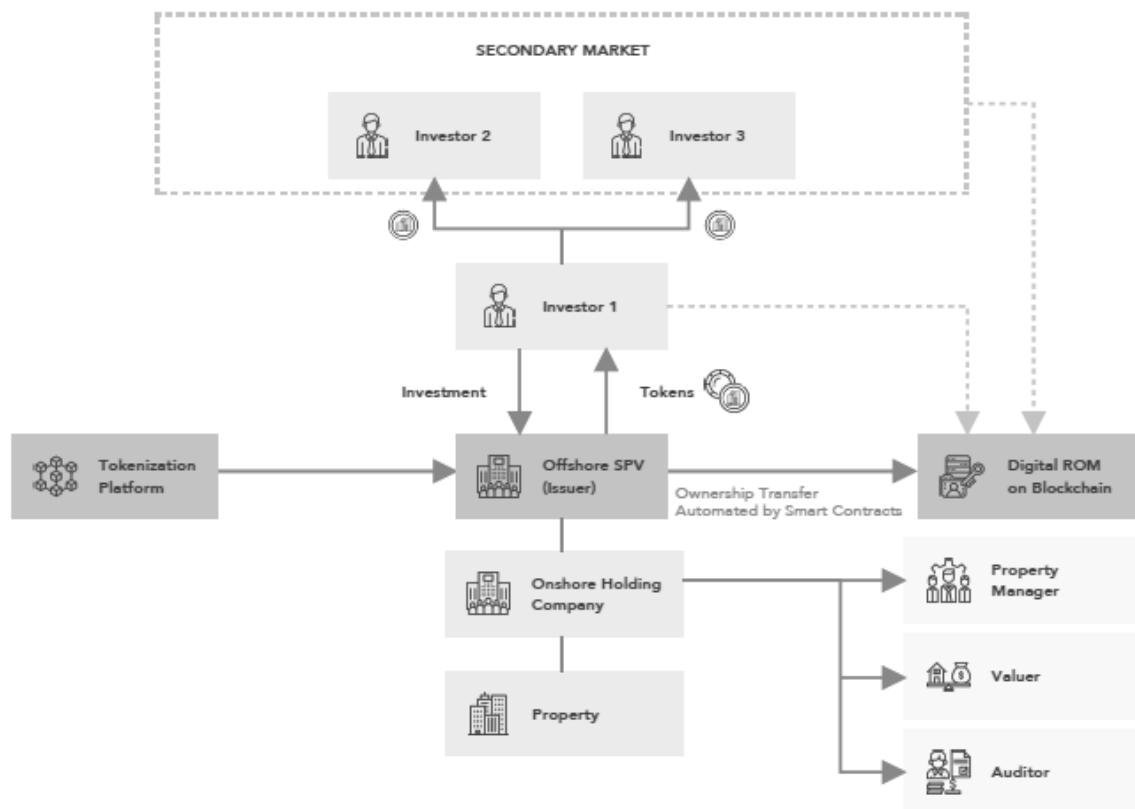 SECONDARY MARKET
Investor 2
Investor 3
Investor 1
Investment
Tokens
Tokenization
Platform
Offshore SPV
(Issuer)
Ownership Transfer
Automated by Smart Contracts
Digital ROM
on Blockchain
Onshore Holding
Company
Property
Manager
Property
Valuer
Auditor